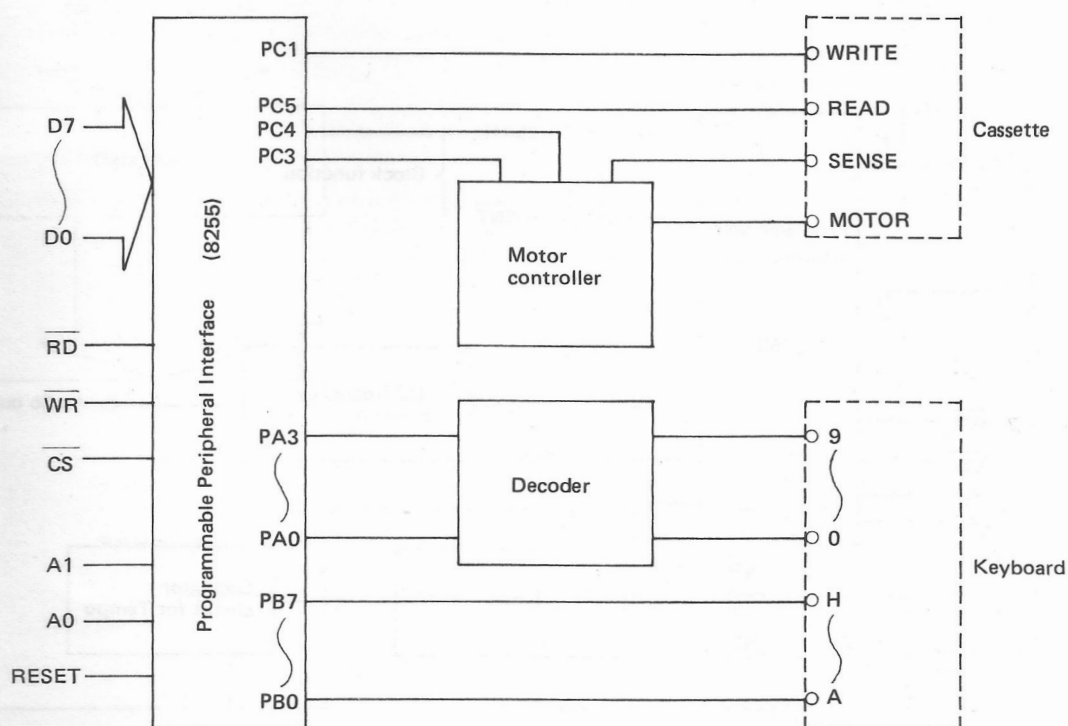 PC1
WRITE
PC5
READ
PC4
PC3
SENSE
MOTOR
Cassette
D7
D0
Motor
controller
Programmable Peripheral Interface (8255)
RD
WR
CS
A1
A0
RESET
PA3
PA0
PB7
PB0
Decoder
9
0
H
A
Keyboard